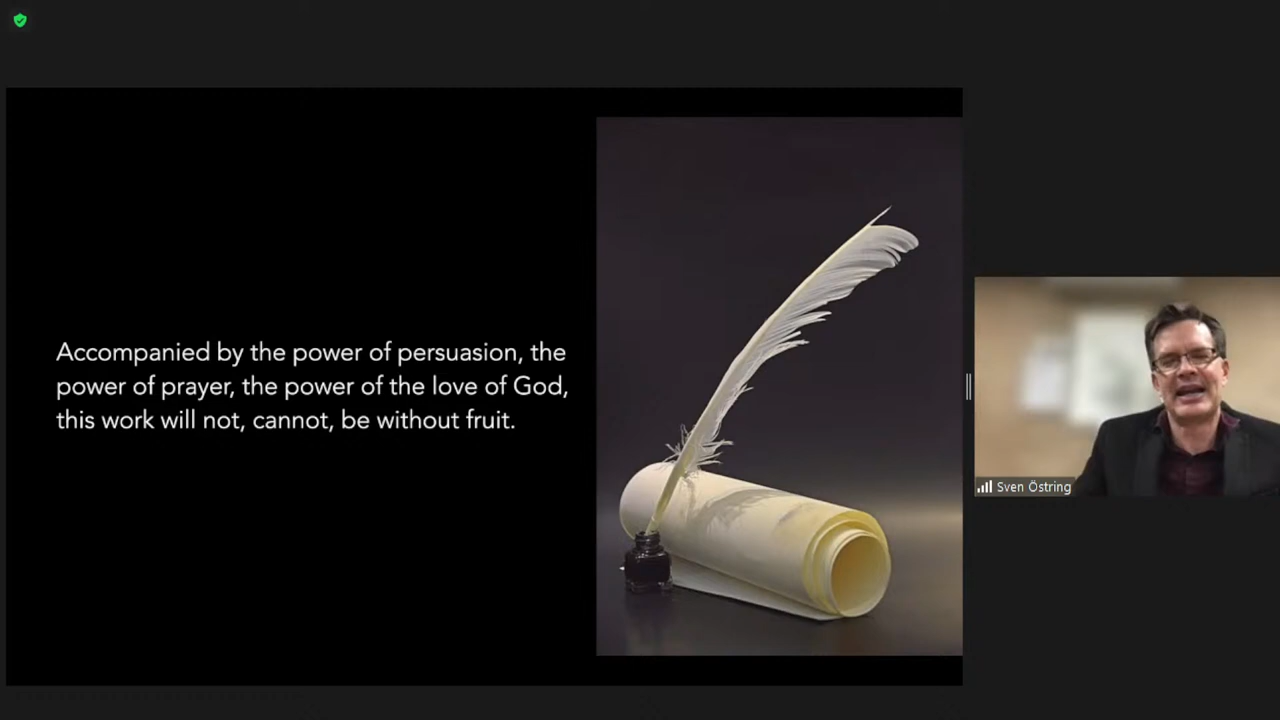 Accompanied by the power of persuasion, the
power of prayer, the power of the love of God,
this work will not, cannot, be without fruit.
Sven Östring